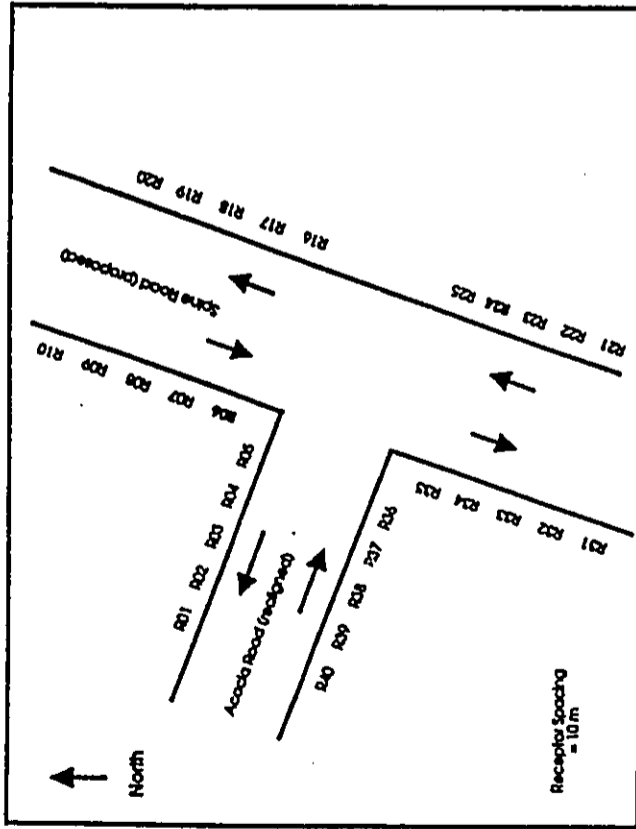 R10
R09
R08
R07
R06
R05
R04
R03
R02
R01
Spine Road (proposed)
R20
R19
R18
R17
R16
Acacia Road (realigned)
R25
R24
R23
R22
R21
R36
R37
R38
R39
R40
R35
R34
R33
R32
R31
North
Receptor Spacing
= 10 m